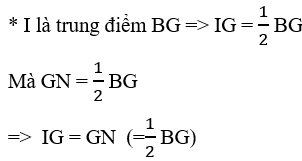 * I là trung điểm BG => IG = 1/2 BG
Mà GN = 1/2 BG
=> IG = GN (=1/2 BG)